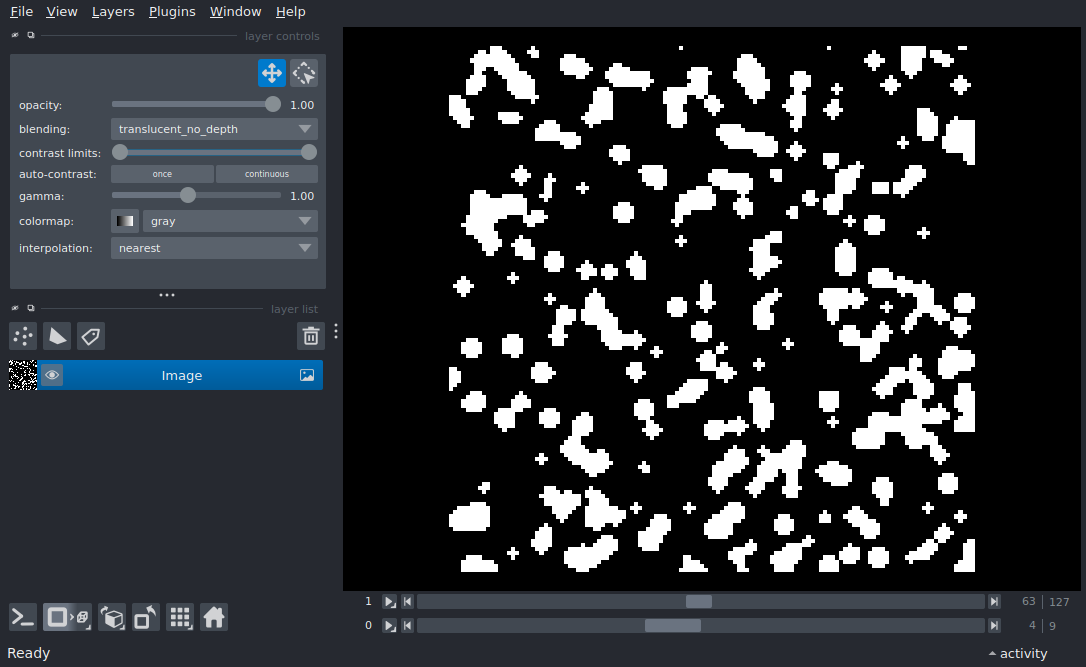 File View Layers Plugins Window Help
layer controls
opacity: 1.00
blending: translucent_no_depth
contrast limits:
auto-contrast: once continuous
gamma: 1.00
colormap: gray
interpolation: nearest
layer list
Image
1 63 127
0 4 9
Ready activity